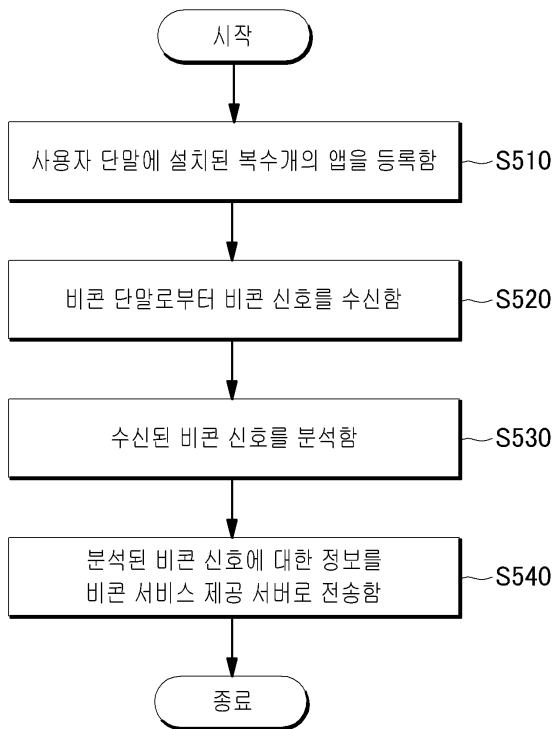 시작
사용자 단말에 설치된 복수개의 앱을 등록함
S510
비콘 단말로부터 비콘 신호를 수신함
S520
수신된 비콘 신호를 분석함
S530
분석된 비콘 신호에 대한 정보를
비콘 서비스 제공 서버로 전송함
S540
종료